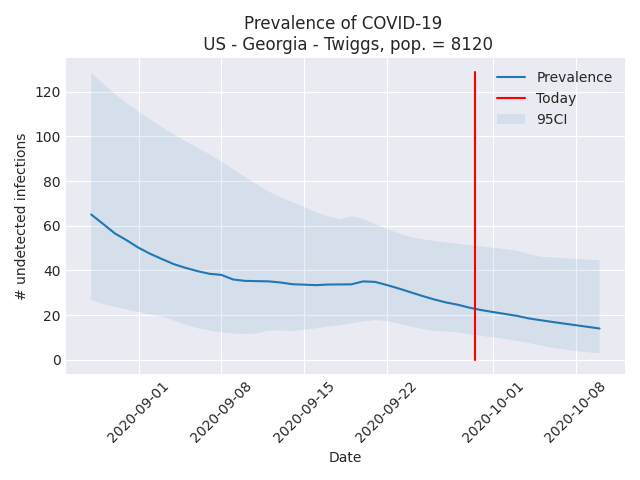 Prevalence of COVID-19
US - Georgia - Twiggs, pop. = 8120
# undetected infections
120
100
80
60
40
20
0
Prevalence
Today
95CI
2020-09-01
2020-09-08
2020-09-15
2020-09-22
2020-10-01
2020-10-08
Date